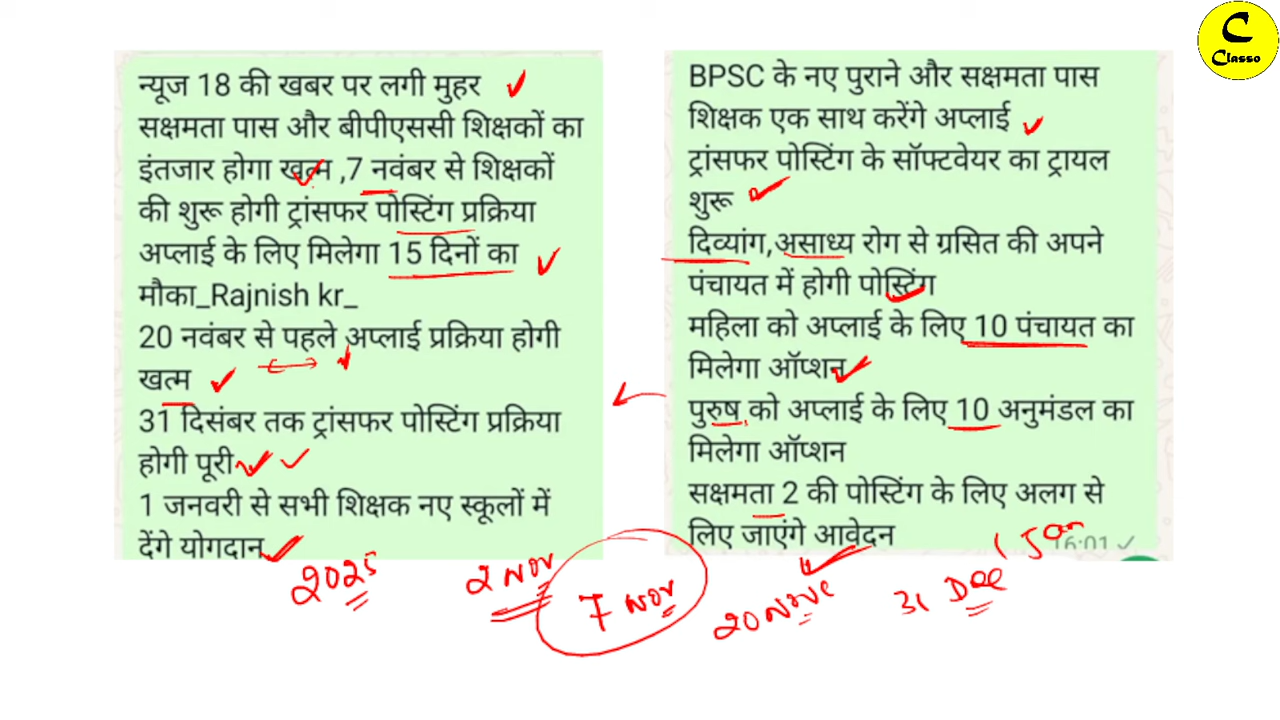 न्यूज 18 की खबर पर लगी मुहर
सक्षमता पास और बीपीएससी शिक्षकों का
इंतजार होगा खत्म ,7 नवंबर से शिक्षकों
की शुरू होगी ट्रांसफर पोस्टिंग प्रक्रिया
अप्लाई के लिए मिलेगा 15 दिनों का
मौका_Rajnish kr_
20 नवंबर से पहले अप्लाई प्रक्रिया होगी
खत्म
31 दिसंबर तक ट्रांसफर पोस्टिंग प्रक्रिया
होगी पूरी
1 जनवरी से सभी शिक्षक नए स्कूलों में
देंगे योगदान
BPSC के नए पुराने और सक्षमता पास
शिक्षक एक साथ करेंगे अप्लाई
ट्रांसफर पोस्टिंग के सॉफ्टवेयर का ट्रायल
शुरू
दिव्यांग,असाध्य रोग से ग्रसित की अपने
पंचायत में होगी पोस्टिंग
महिला को अप्लाई के लिए 10 पंचायत का
मिलेगा ऑप्शन
पुरुष को अप्लाई के लिए 10 अनुमंडल का
मिलेगा ऑप्शन
सक्षमता 2 की पोस्टिंग के लिए अलग से
लिए जाएंगे आवेदन
16:01
C
Classo
2025
2 Nov
7 Nov
20 Nove
31 Dec
1 Jan